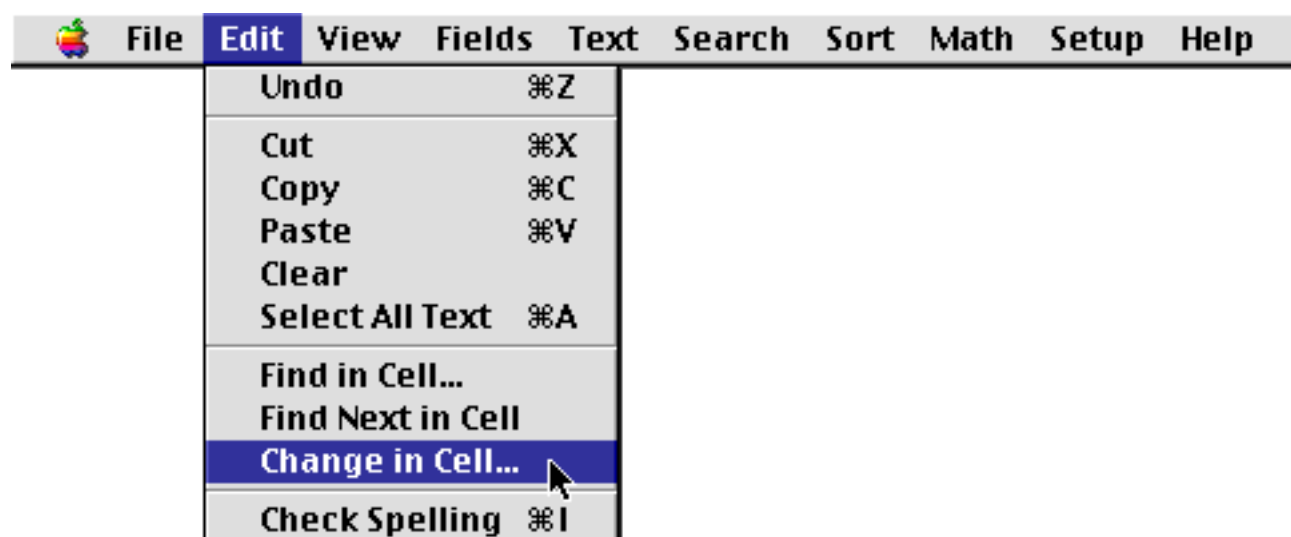 File Edit View Fields Text Search Sort Math Setup Help
Undo ⌘Z
Cut ⌘X
Copy ⌘C
Paste ⌘V
Clear
Select All Text ⌘A
Find in Cell...
Find Next in Cell
Change in Cell...
Check Spelling ⌘I